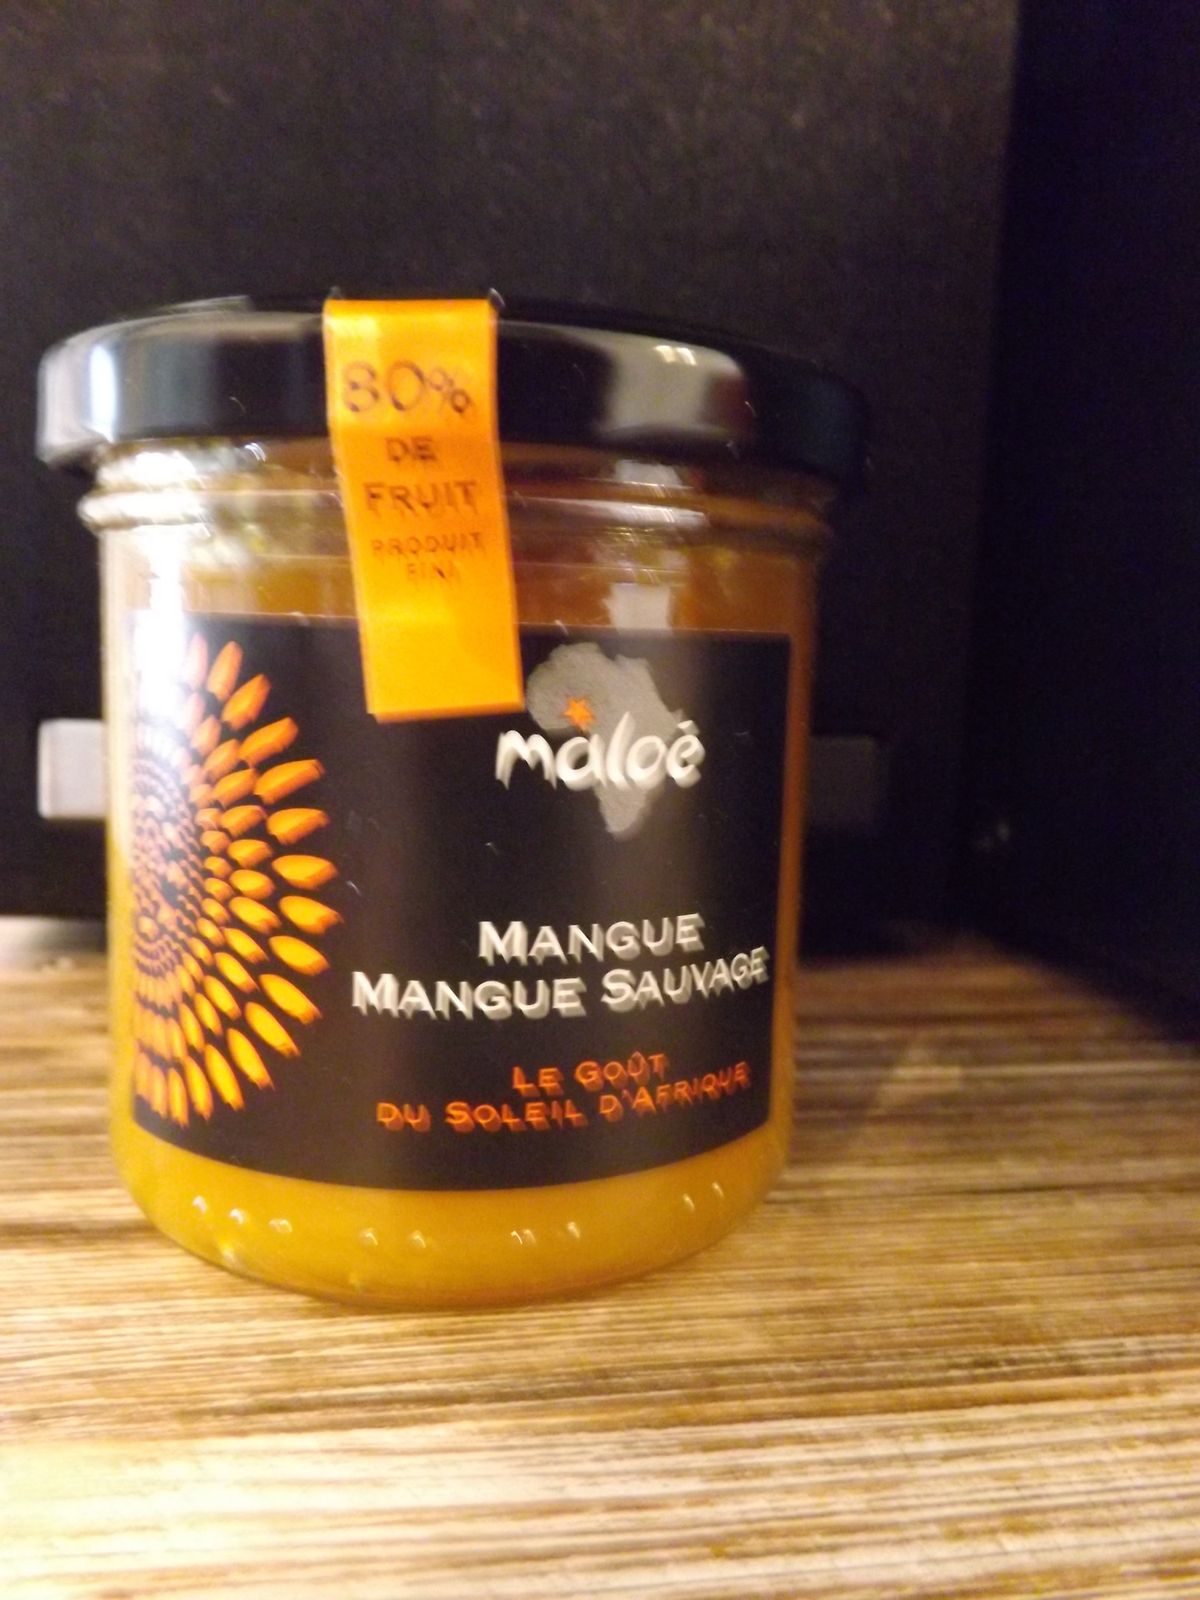 80%
DE
FRUIT
PRODUIT
FINI
maloé
MANGUE
MANGUE SAUVAGE
LE GOÛT
DU SOLEIL D'AFRIQUE